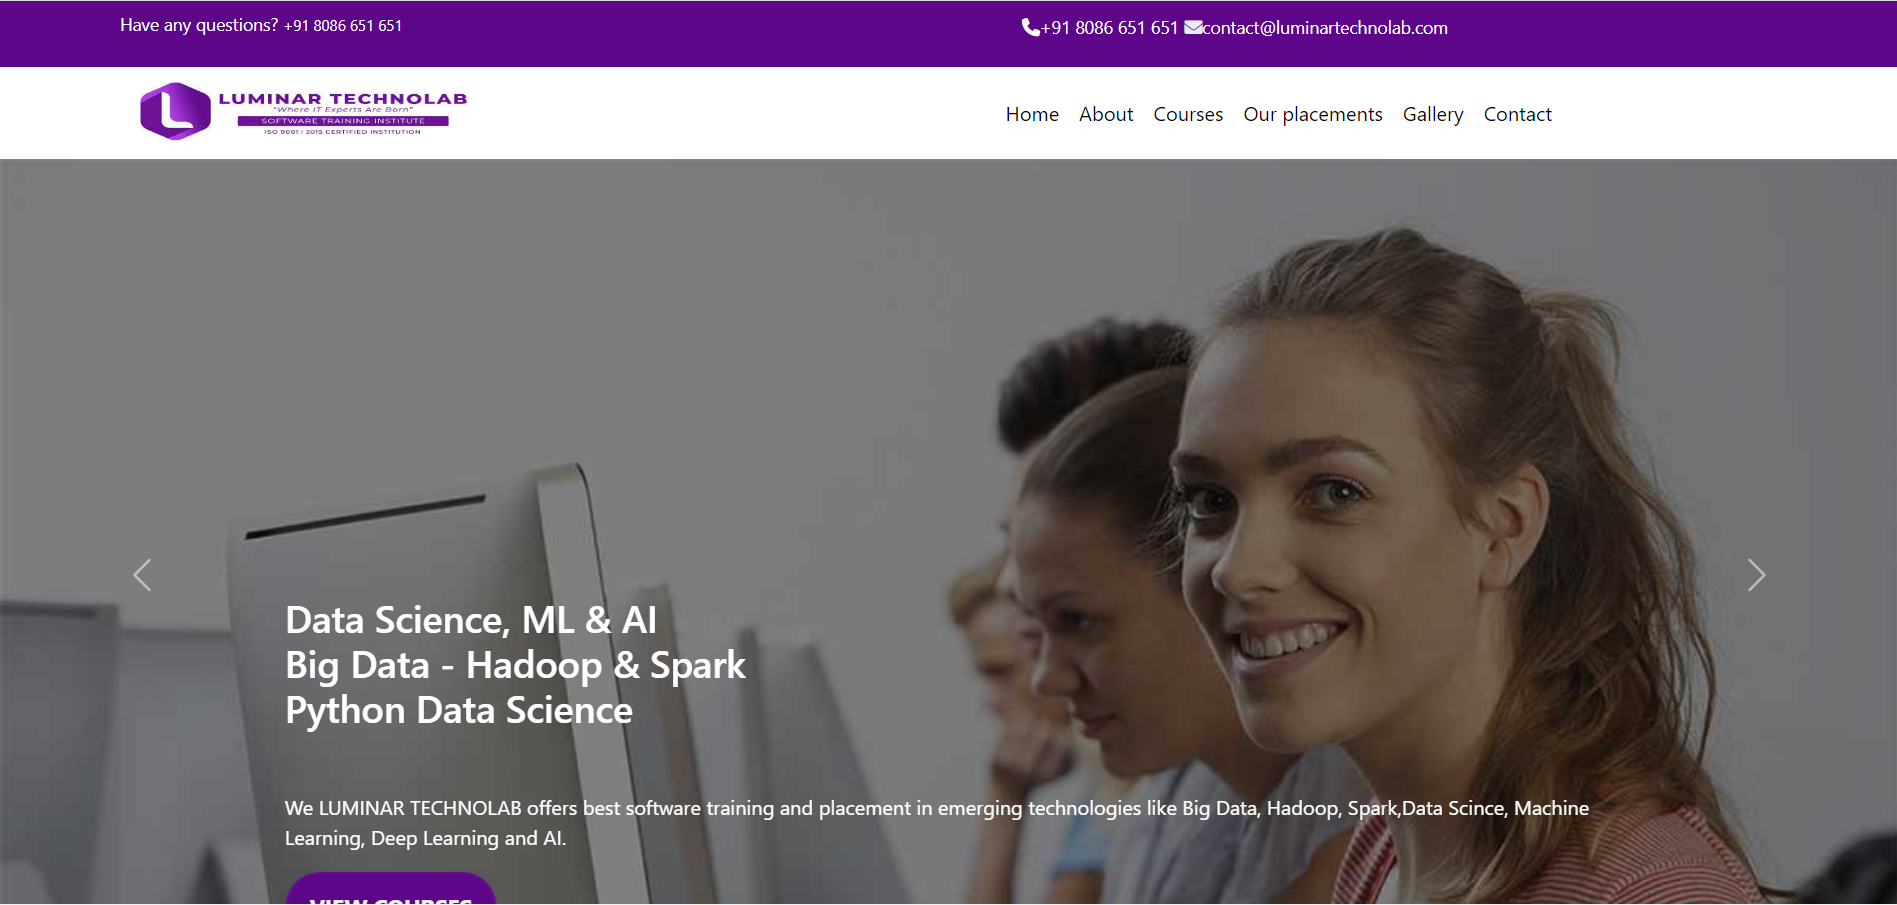 Have any questions? +91 8086 651 651
+91 8086 651 651 contact@luminartechnolab.com
LUMINAR TECHNOLAB
"Where IT Experts Are Born"
SOFTWARE TRAINING INSTITUTE
ISO 9001 : 2015 CERTIFIED INSTITUTION
Home About Courses Our placements Gallery Contact
Data Science, ML & AI
Big Data - Hadoop & Spark
Python Data Science
We LUMINAR TECHNOLAB offers best software training and placement in emerging technologies like Big Data, Hadoop, Spark,Data Scince, Machine
Learning, Deep Learning and AI.
VIEW COURSES